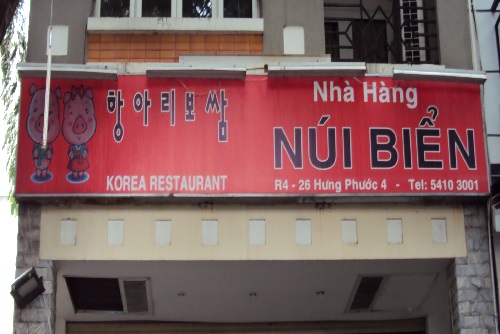 항아리보쌈
KOREA RESTAURANT
Nhà Hàng
NÚI BIỂN
R4 - 26 Hưng Phước 4 - Tel: 5410 3001